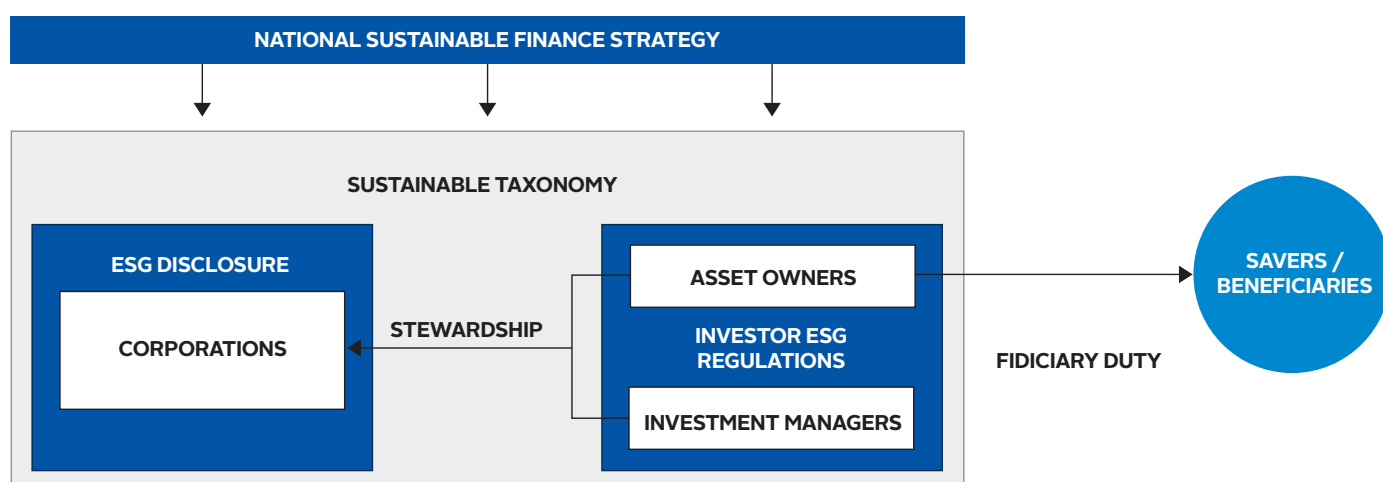 NATIONAL SUSTAINABLE FINANCE STRATEGY
SUSTAINABLE TAXONOMY
ESG DISCLOSURE
CORPORATIONS
STEWARDSHIP
ASSET OWNERS
INVESTOR ESG
REGULATIONS
INVESTMENT MANAGERS
FIDICIARY DUTY
SAVERS /
BENEFICIARIES